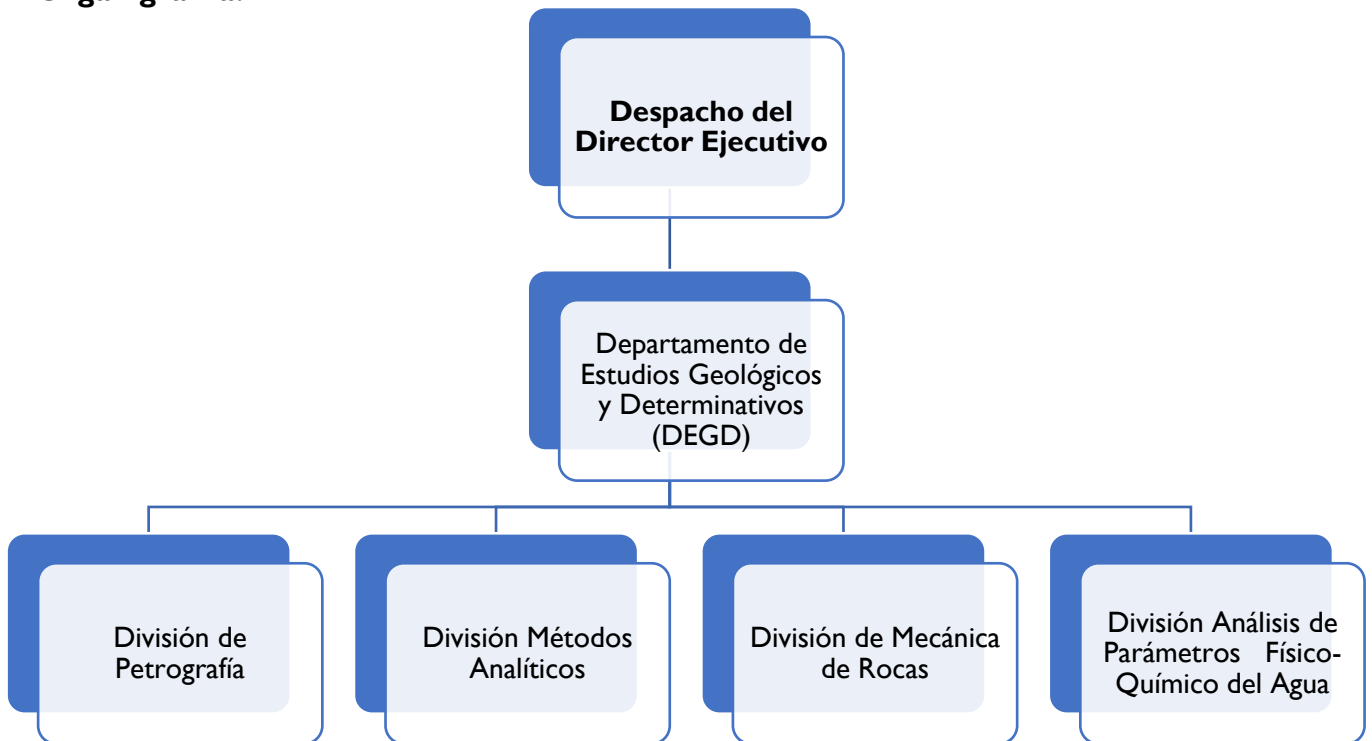 Despacho del
Director Ejecutivo
Departamento de
Estudios Geológicos
y Determinativos
(DEGD)
División de
Petrografía
División Métodos
Analíticos
División de Mecánica
de Rocas
División Análisis de
Parámetros Físico-
Químico del Agua